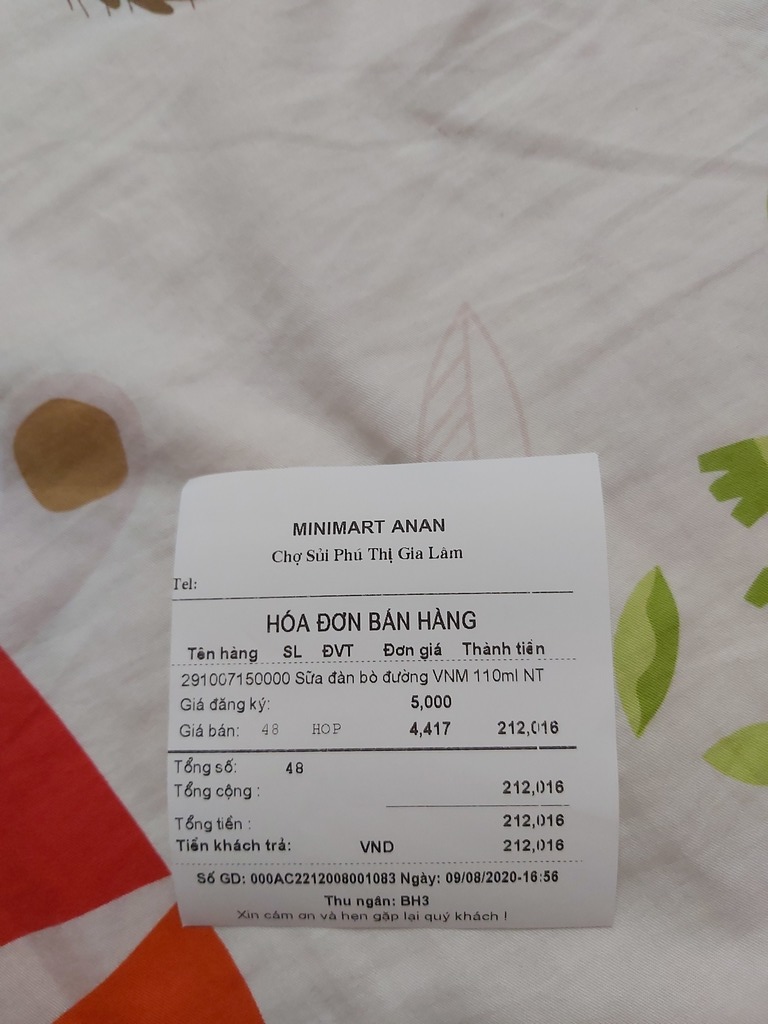 MINIMART ANAN
Chợ Sủi Phú Thị Gia Lâm
Tel:
HÓA ĐƠN BÁN HÀNG
Tên hàng SL ĐVT Đơn giá Thành tiền
291007150000 Sữa đàn bò đường VNM 110ml NT
Giá đăng ký: 5,000
Giá bán: 48 HOP 4,417 212,016
Tổng số: 48
Tổng cộng : 212,016
Tổng tiền : 212,016
Tiền khách trả: VND 212,016
Số GD: 000AC2212008001083 Ngày: 09/08/2020-16:56
Thu ngân: BH3
Xin cám ơn và hẹn gặp lại quý khách !